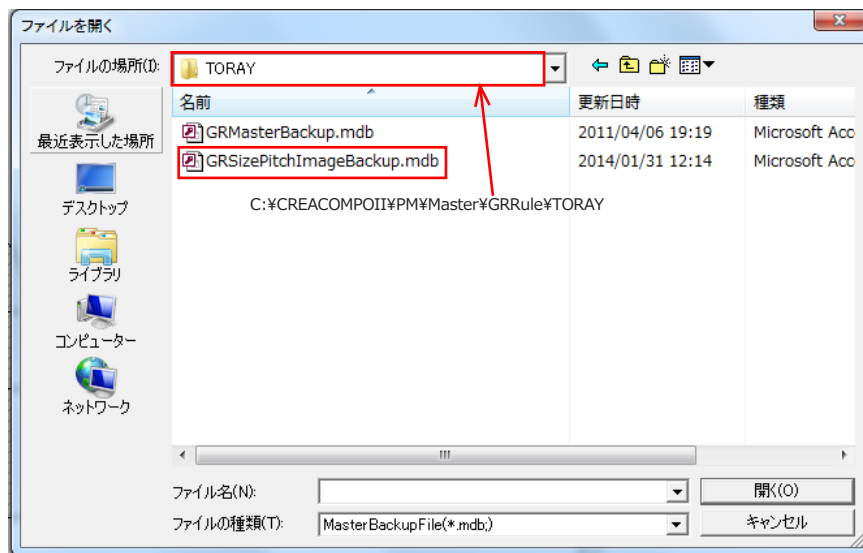 ファイルを開く
ファイルの場所(I):
TORAY
最近表示した場所
デスクトップ
ライブラリ
コンピューター
ネットワーク
名前 更新日時 種類
GRMasterBackup.mdb 2011/04/06 19:19 Microsoft Acc
GRSizePitchImageBackup.mdb 2014/01/31 12:14 Microsoft Acc
C:¥CREACOMPOII¥PM¥Master¥GRRule¥TORAY
ファイル名(N): 開く(O)
ファイルの種類(T): MasterBackupFile(*.mdb;) キャンセル